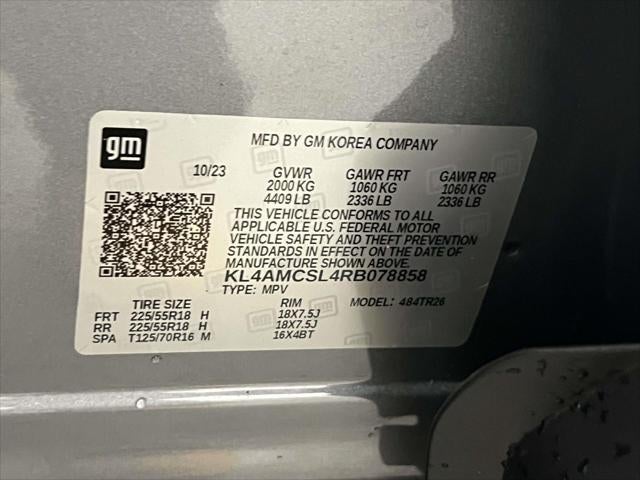 gm
MFD BY GM KOREA COMPANY
10/23 GVWR GAWR FRT GAWR RR
2000 KG 1060 KG 1060 KG
4409 LB 2336 LB 2336 LB
THIS VEHICLE CONFORMS TO ALL
APPLICABLE U.S. FEDERAL MOTOR
VEHICLE SAFETY AND THEFT PREVENTION
STANDARDS IN EFFECT ON THE DATE OF
MANUFACTURE SHOWN ABOVE.
KL4AMCSL4RB078858
TYPE: MPV MODEL: 484TR26
TIRE SIZE RIM
FRT 225/55R18 H 18X7.5J
RR 225/55R18 H 18X7.5J
SPA T125/70R16 M 16X4BT